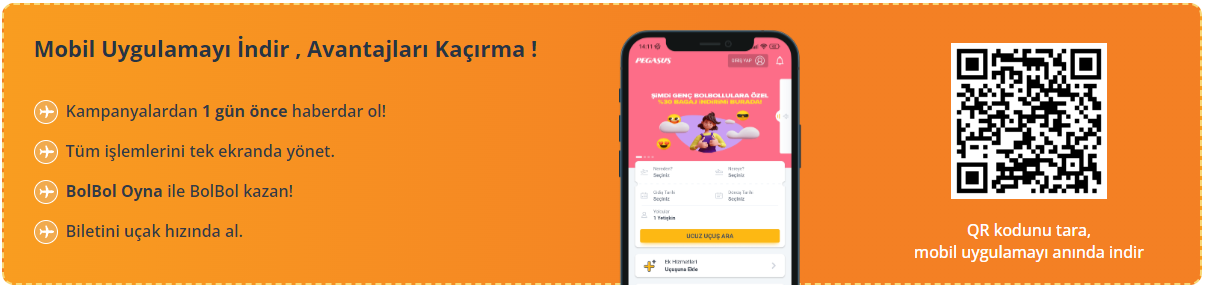 Mobil Uygulamayı İndir , Avantajları Kaçırma !
Kampanyalardan 1 gün önce haberdar ol!
Tüm işlemlerini tek ekranda yönet.
BolBol Oyna ile BolBol kazan!
Biletini uçak hızında al.
14:11
PEGASUS
GİRİŞ YAP
ŞİMDİ GENÇ BOLBOLLULARA ÖZEL
%30 BAGAJ İNDİRİMİ BURADA!
Nereden?
Seçiniz
Nereye?
Seçiniz
Gidiş Tarihi
Seçiniz
Dönüş Tarihi
Seçiniz
Yolcular
1 Yetişkin
UCUZ UÇUŞ ARA
Ek Hizmetleri
Uçuşuna Ekle
QR kodunu tara,
mobil uygulamayı anında indir